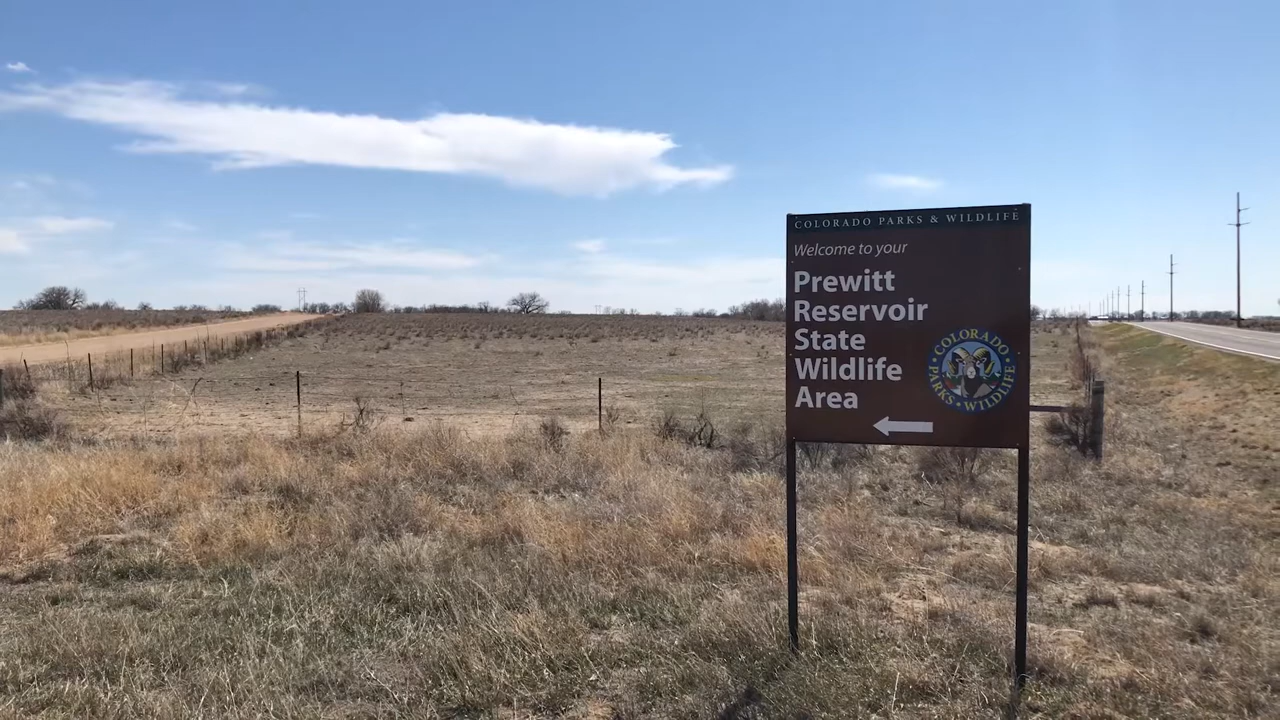 COLORADO PARKS & WILDLIFE
Welcome to your
Prewitt
Reservoir
State
Wildlife
Area
COLORADO
PARKS • WILDLIFE